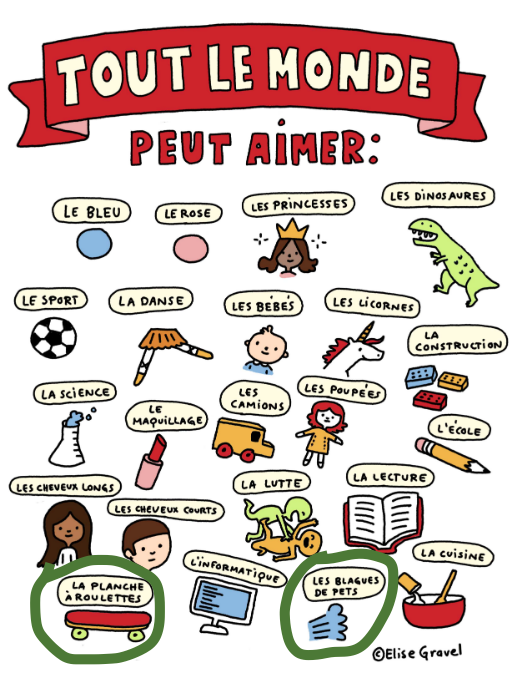 TOUT LE MONDE
PEUT AIMER:
LE BLEU
LE ROSE
LES PRINCESSES
LES DINOSAURES
LE SPORT
LA DANSE
LES BÉBÉS
LES LICORNES
LA
CONSTRUCTION
LA SCIENCE
LE
MAQUILLAGE
LES
CAMIONS
LES POUPÉES
L'ÉCOLE
LES CHEVEUX LONGS
LES CHEVEUX COURTS
LA LUTTE
LA LECTURE
LA PLANCHE
À ROULETTES
L'INFORMATIQUE
LES BLAGUES
DE PETS
LA CUISINE
©Elise Gravel